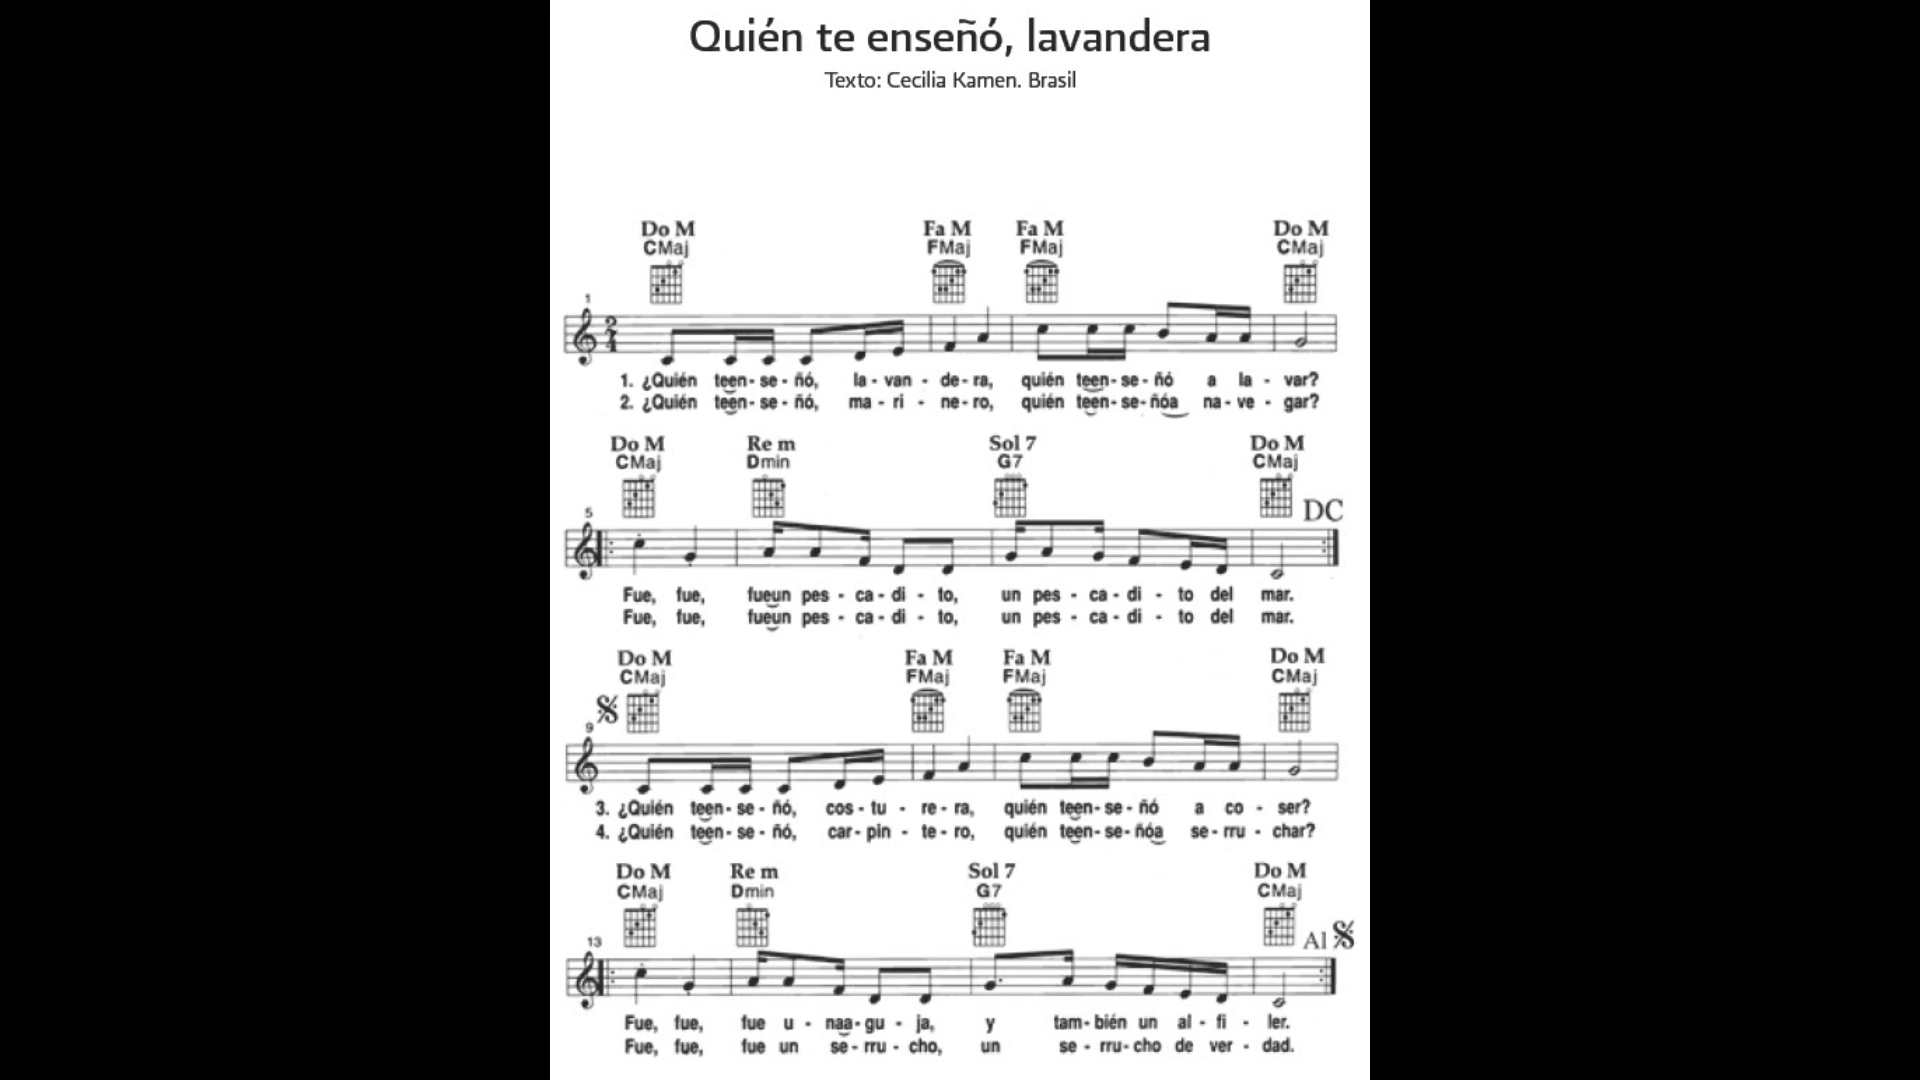 Quién te enseñó, lavandera
Texto: Cecilia Kamen. Brasil
Do M Fa M Fa M Do M
CMaj FMaj FMaj CMaj
1
2
4
1. ¿Quién teen-se-ñó, la-van-de-ra, quién teen-se-ñó a la-var?
2. ¿Quién teen-se-ñó, ma-ri-ne-ro, quién teen-se-ñóa na-ve-gar?
Do M Re m Sol 7 Do M
CMaj Dmin G7 CMaj
DC
5
Fue, fue, fueun pes-ca-di-to, un pes-ca-di-to del mar.
Fue, fue, fueun pes-ca-di-to, un pes-ca-di-to del mar.
Do M Fa M Fa M Do M
CMaj FMaj FMaj CMaj
9
3. ¿Quién teen-se-ñó, cos-tu-re-ra, quién teen-se-ñó a co-ser?
4. ¿Quién teen-se-ñó, car-pin-te-ro, quién teen-se-ñóa se-rru-char?
Do M Re m Sol 7 Do M
CMaj Dmin G7 CMaj
Al
13
Fue, fue, fue u-naa-gu-ja, y tam-bién un al-fi-ler.
Fue, fue, fue un se-rru-cho, un se-rru-cho de ver-dad.